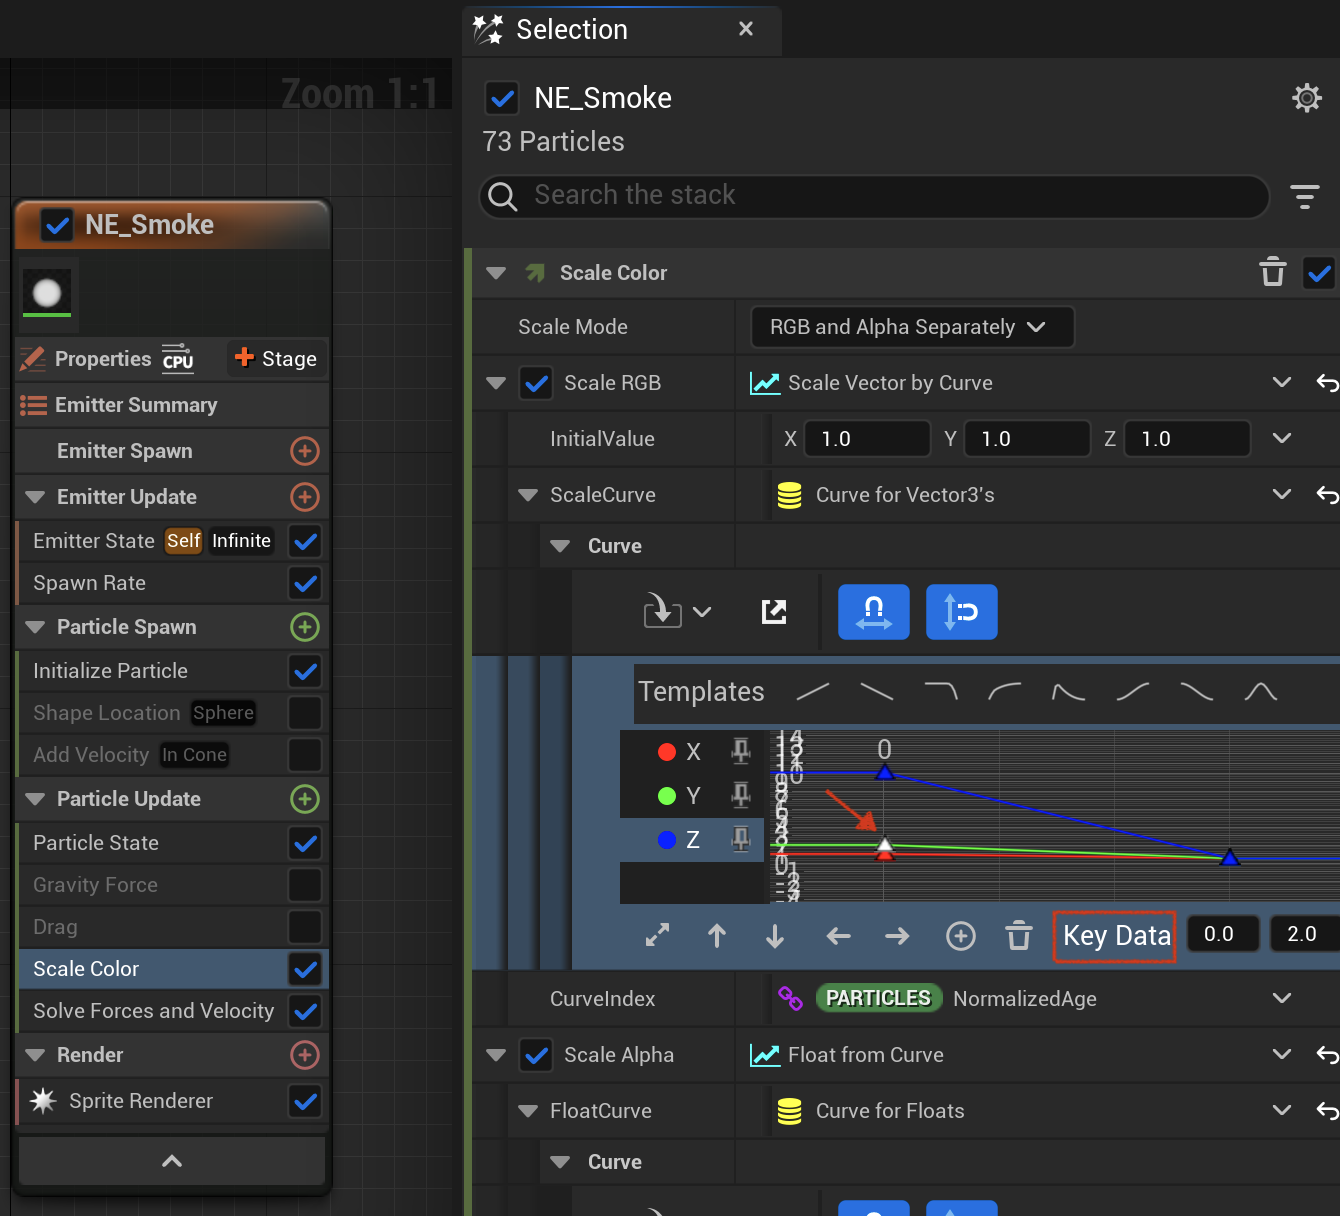 Selection
Zoom 1:1
NE_Smoke
73 Particles
Search the stack
NE_Smoke
Properties CPU Stage
Emitter Summary
Emitter Spawn
Emitter Update
Emitter State Self Infinite
Spawn Rate
Particle Spawn
Initialize Particle
Shape Location Sphere
Add Velocity In Cone
Particle Update
Particle State
Gravity Force
Drag
Scale Color
Solve Forces and Velocity
Render
Sprite Renderer
Scale Color
Scale Mode RGB and Alpha Separately
Scale RGB Scale Vector by Curve
InitialValue X 1.0 Y 1.0 Z 1.0
ScaleCurve Curve for Vector3's
Curve
Templates
X
Y
Z
0
Key Data 0.0 2.0
CurveIndex PARTICLES NormalizedAge
Scale Alpha Float from Curve
FloatCurve Curve for Floats
Curve